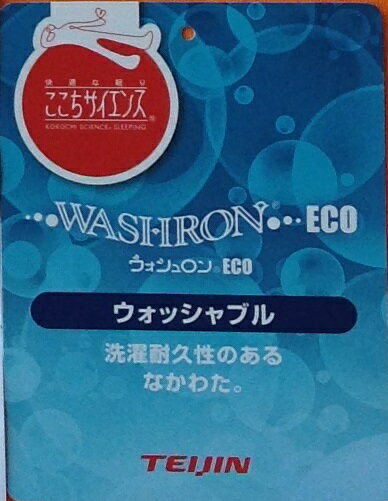 快適な眠り
ここちサイエンス®
KOKOCHI SCIENCE; SLEEPING
WASHRON® ECO
ウォシュロン® ECO
ウォッシャブル
洗濯耐久性のある
なかわた。
TEIJIN